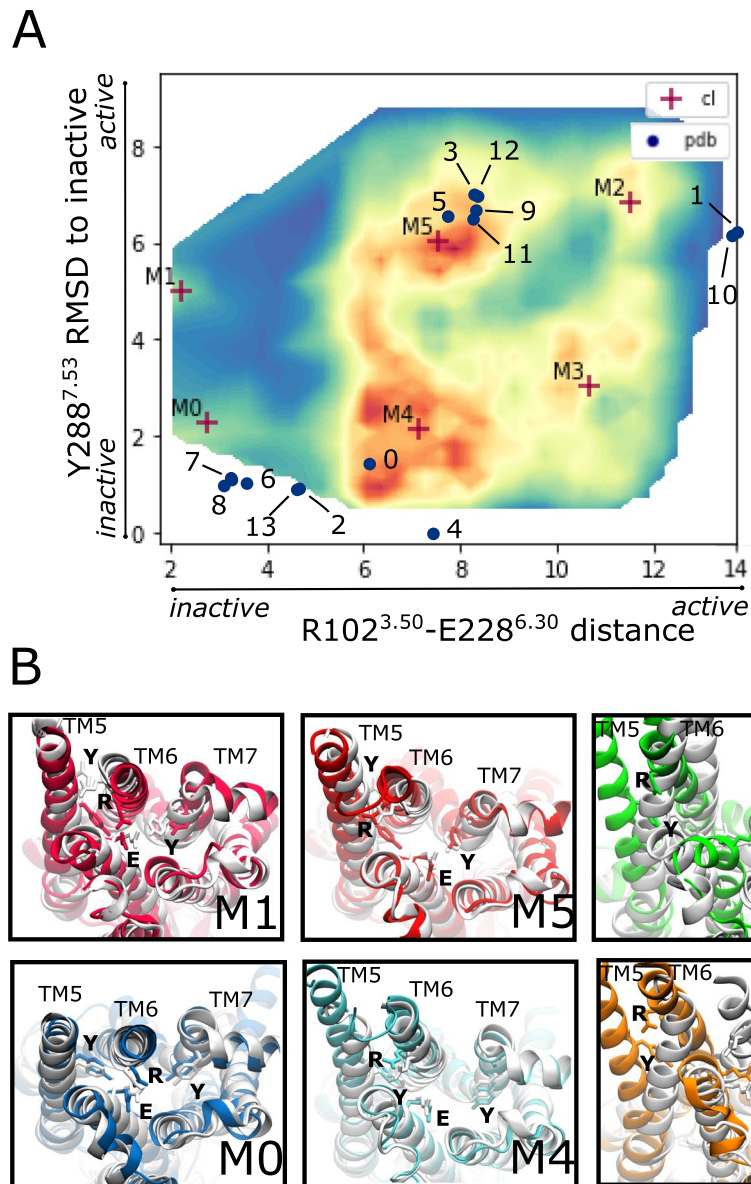 A
active
Y288^7.53 RMSD to inactive
inactive
8
6
4
2
0
cl
pdb
3
12
5
9
M5
11
M2
1
10
M1
M3
M0
M4
0
7
6
8
13
2
4
2
4
6
8
10
12
14
inactive
active
R102^3.50-E228^6.30 distance
B
TM5
Y
TM6
TM7
R
E
Y
M1
TM5
Y
TM6
TM7
R
Y
E
M5
TM5
TM6
R
Y
TM5
TM6
TM7
Y
R
Y
E
M0
TM5
TM6
TM7
R
Y
E
Y
M4
TM5
TM6
R
Y